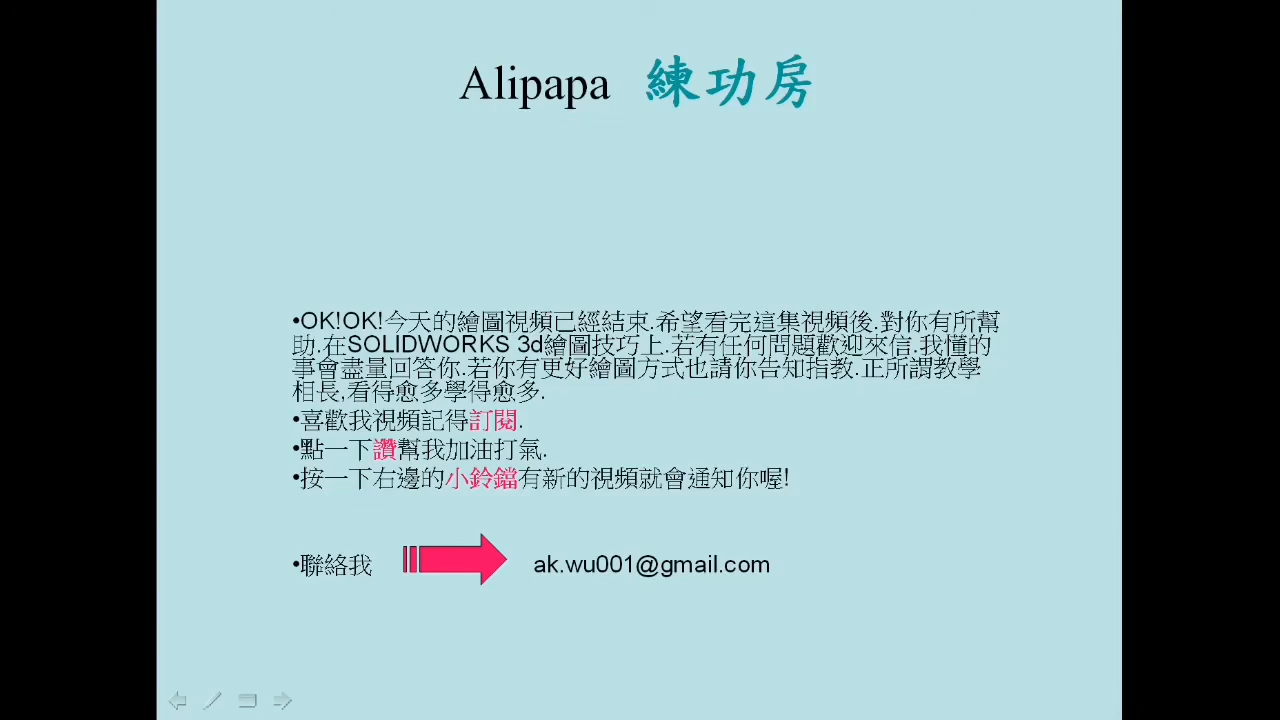 Alipapa 練功房
•OK!OK!今天的繪圖視頻已經結束.希望看完這集視頻後.對你有所幫
助.在SOLIDWORKS 3d繪圖技巧上.若有任何問題歡迎來信.我懂的
事會盡量回答你.若你有更好繪圖方式也請你告知指教.正所謂教學
相長,看得愈多學得愈多.
•喜歡我視頻記得訂閱.
•點一下讚幫我加油打氣.
•按一下右邊的小鈴鐺有新的視頻就會通知你喔!
•聯絡我 ak.wu001@gmail.com